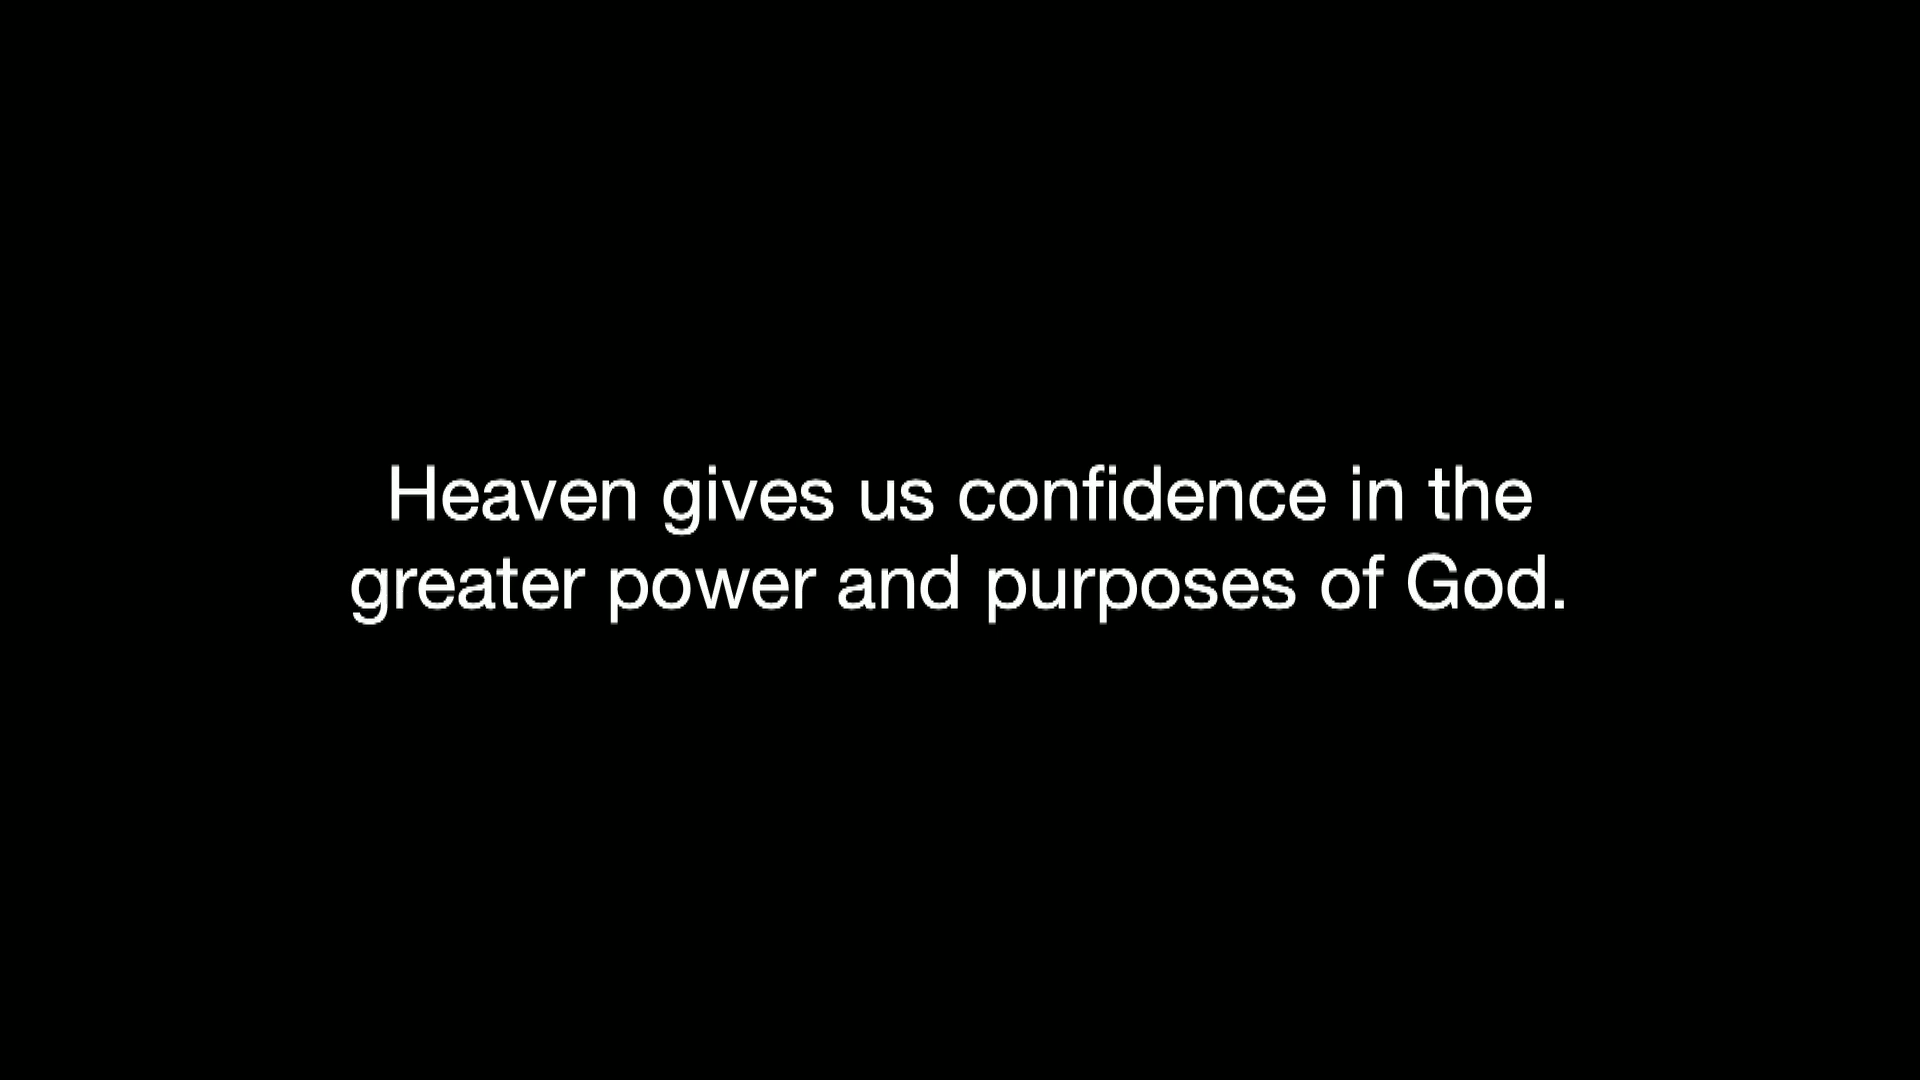 Heaven gives us confidence in the
greater power and purposes of God.